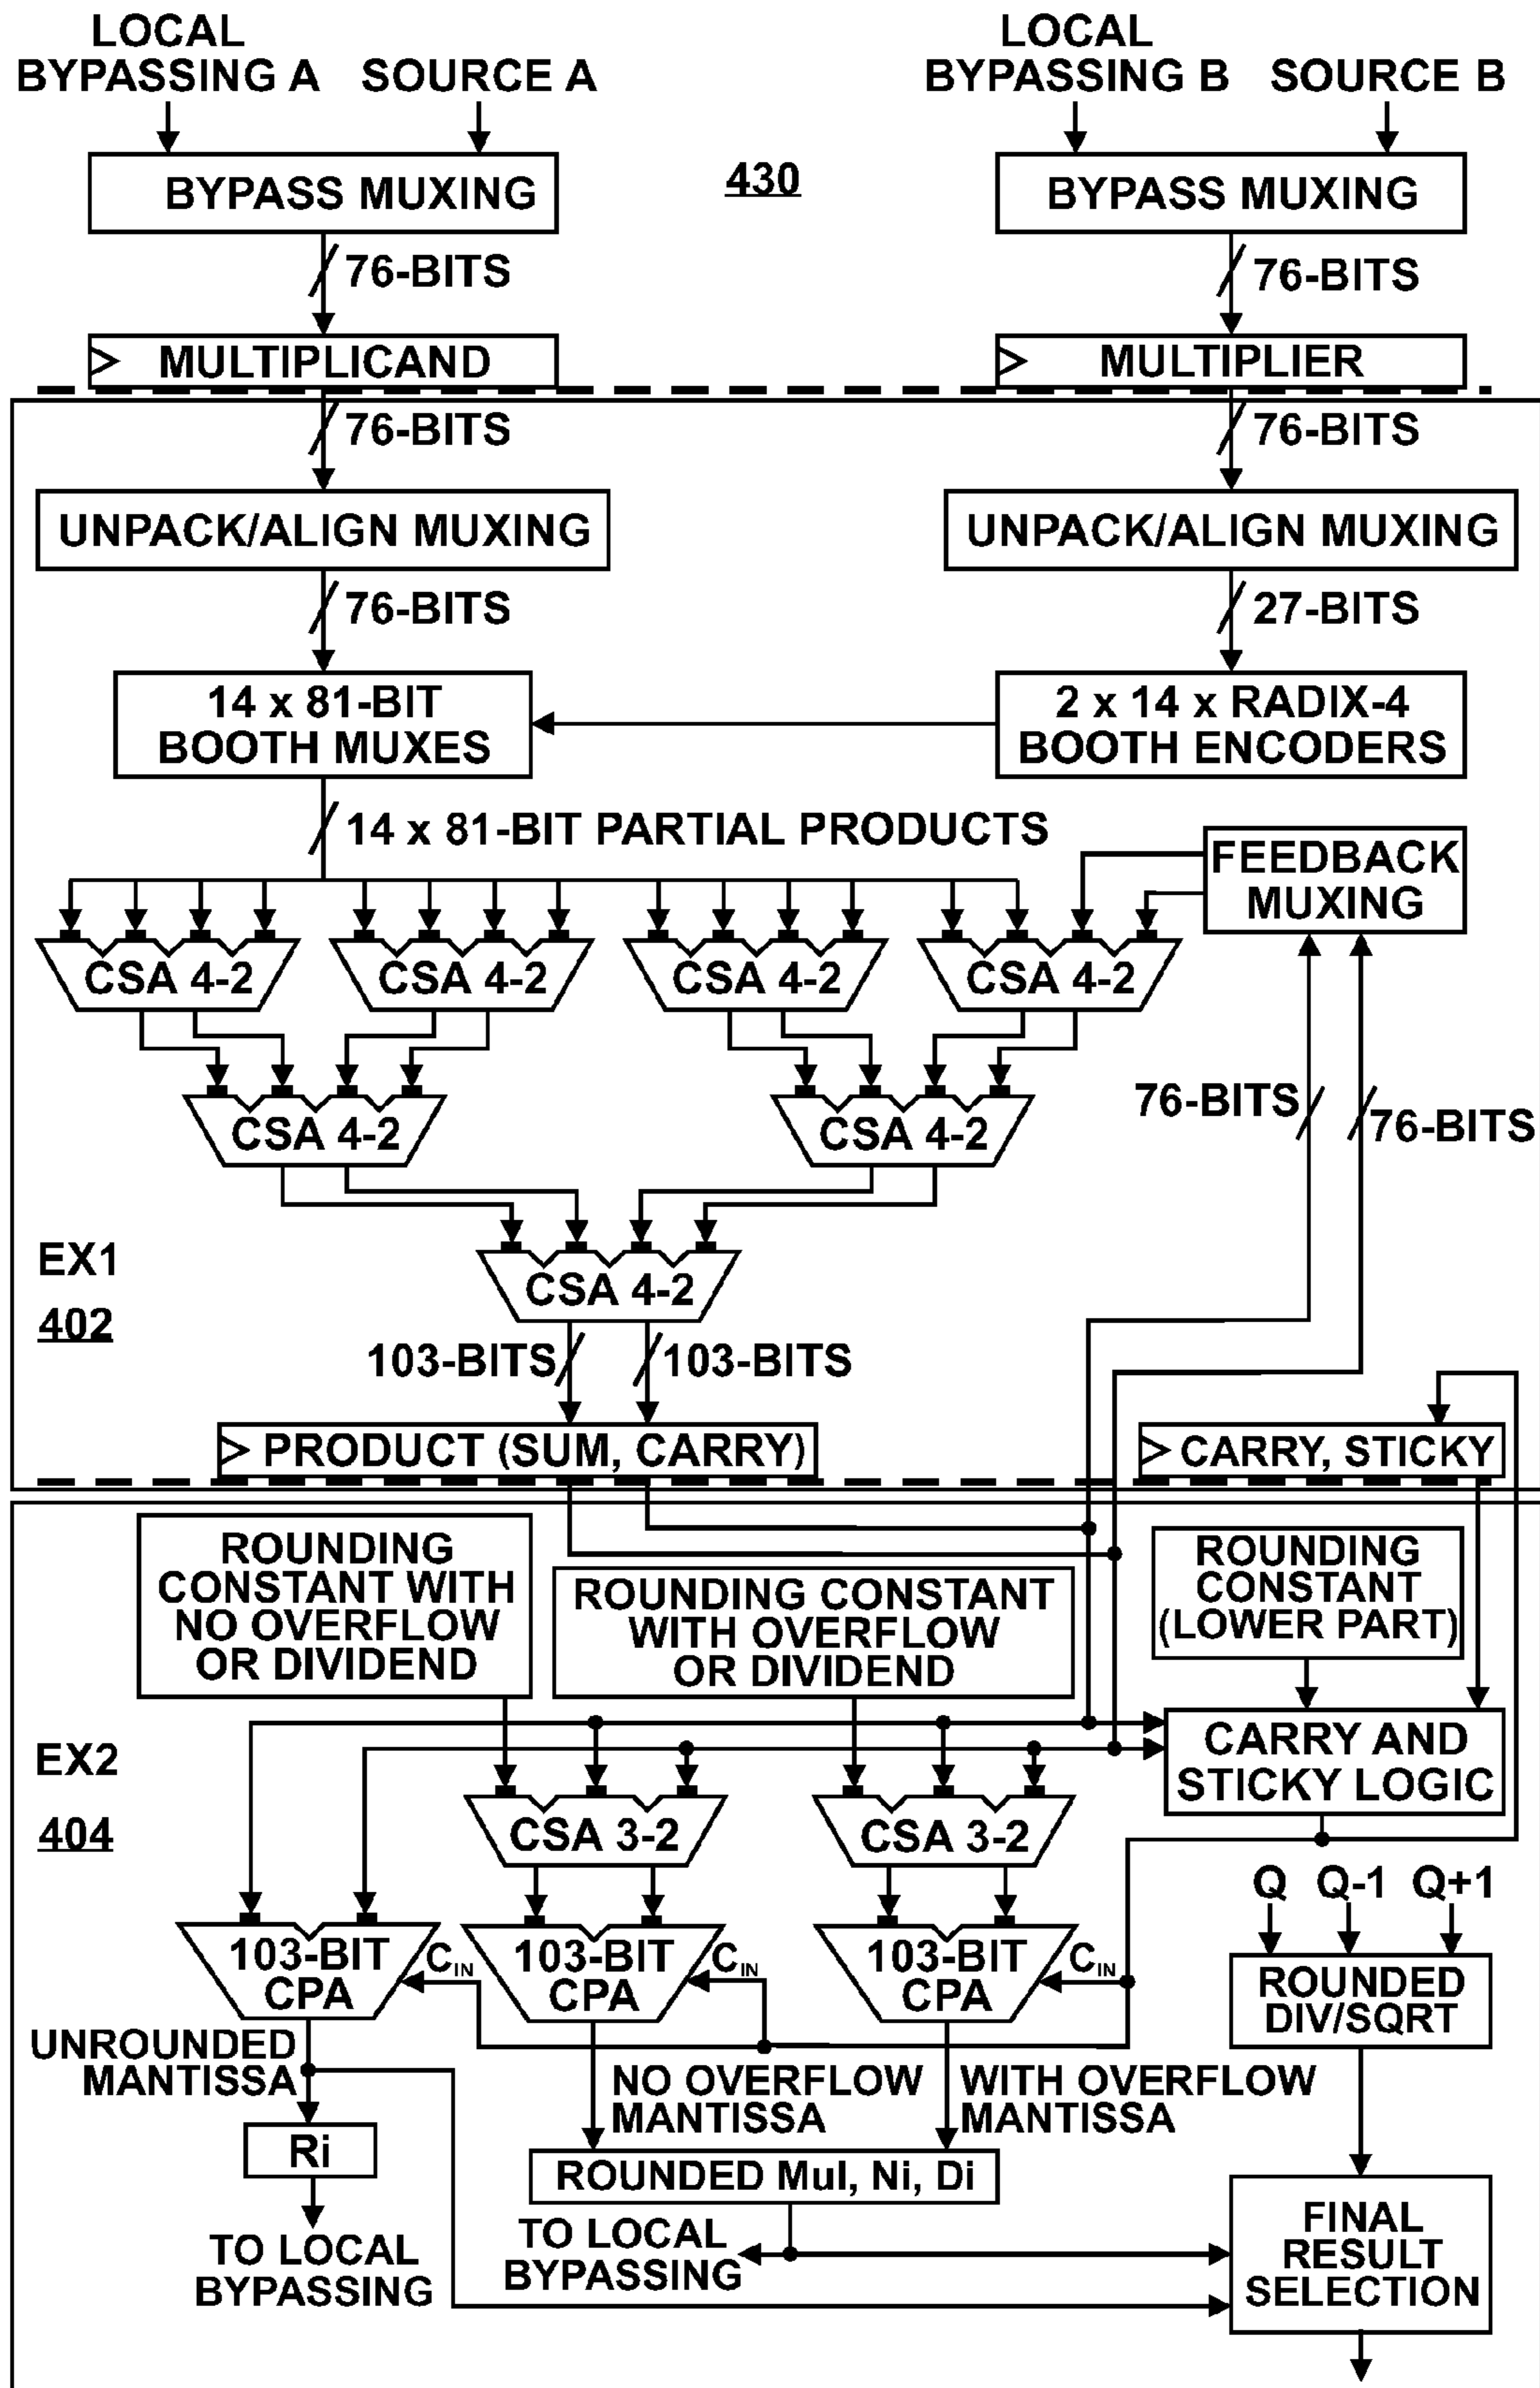 LOCAL
BYPASSING A
SOURCE A
LOCAL
BYPASSING B
SOURCE B
BYPASS MUXING
430
BYPASS MUXING
76-BITS
76-BITS
MULTIPLICAND
MULTIPLIER
76-BITS
76-BITS
UNPACK/ALIGN MUXING
UNPACK/ALIGN MUXING
76-BITS
27-BITS
14 x 81-BIT
BOOTH MUXES
2 x 14 x RADIX-4
BOOTH ENCODERS
14 x 81-BIT PARTIAL PRODUCTS
FEEDBACK
MUXING
CSA 4-2
CSA 4-2
CSA 4-2
CSA 4-2
76-BITS
76-BITS
CSA 4-2
CSA 4-2
EX1
402
CSA 4-2
103-BITS
103-BITS
PRODUCT (SUM, CARRY)
CARRY, STICKY
ROUNDING
CONSTANT WITH
NO OVERFLOW
OR DIVIDEND
ROUNDING CONSTANT
WITH OVERFLOW
OR DIVIDEND
ROUNDING
CONSTANT
(LOWER PART)
EX2
404
CARRY AND
STICKY LOGIC
CSA 3-2
CSA 3-2
Q
Q-1
Q+1
103-BIT
CPA
CIN
103-BIT
CPA
CIN
103-BIT
CPA
CIN
ROUNDED
DIV/SQRT
UNROUNDED
MANTISSA
NO OVERFLOW
MANTISSA
WITH OVERFLOW
MANTISSA
Ri
ROUNDED Mul, Ni, Di
TO LOCAL
BYPASSING
TO LOCAL
BYPASSING
FINAL
RESULT
SELECTION